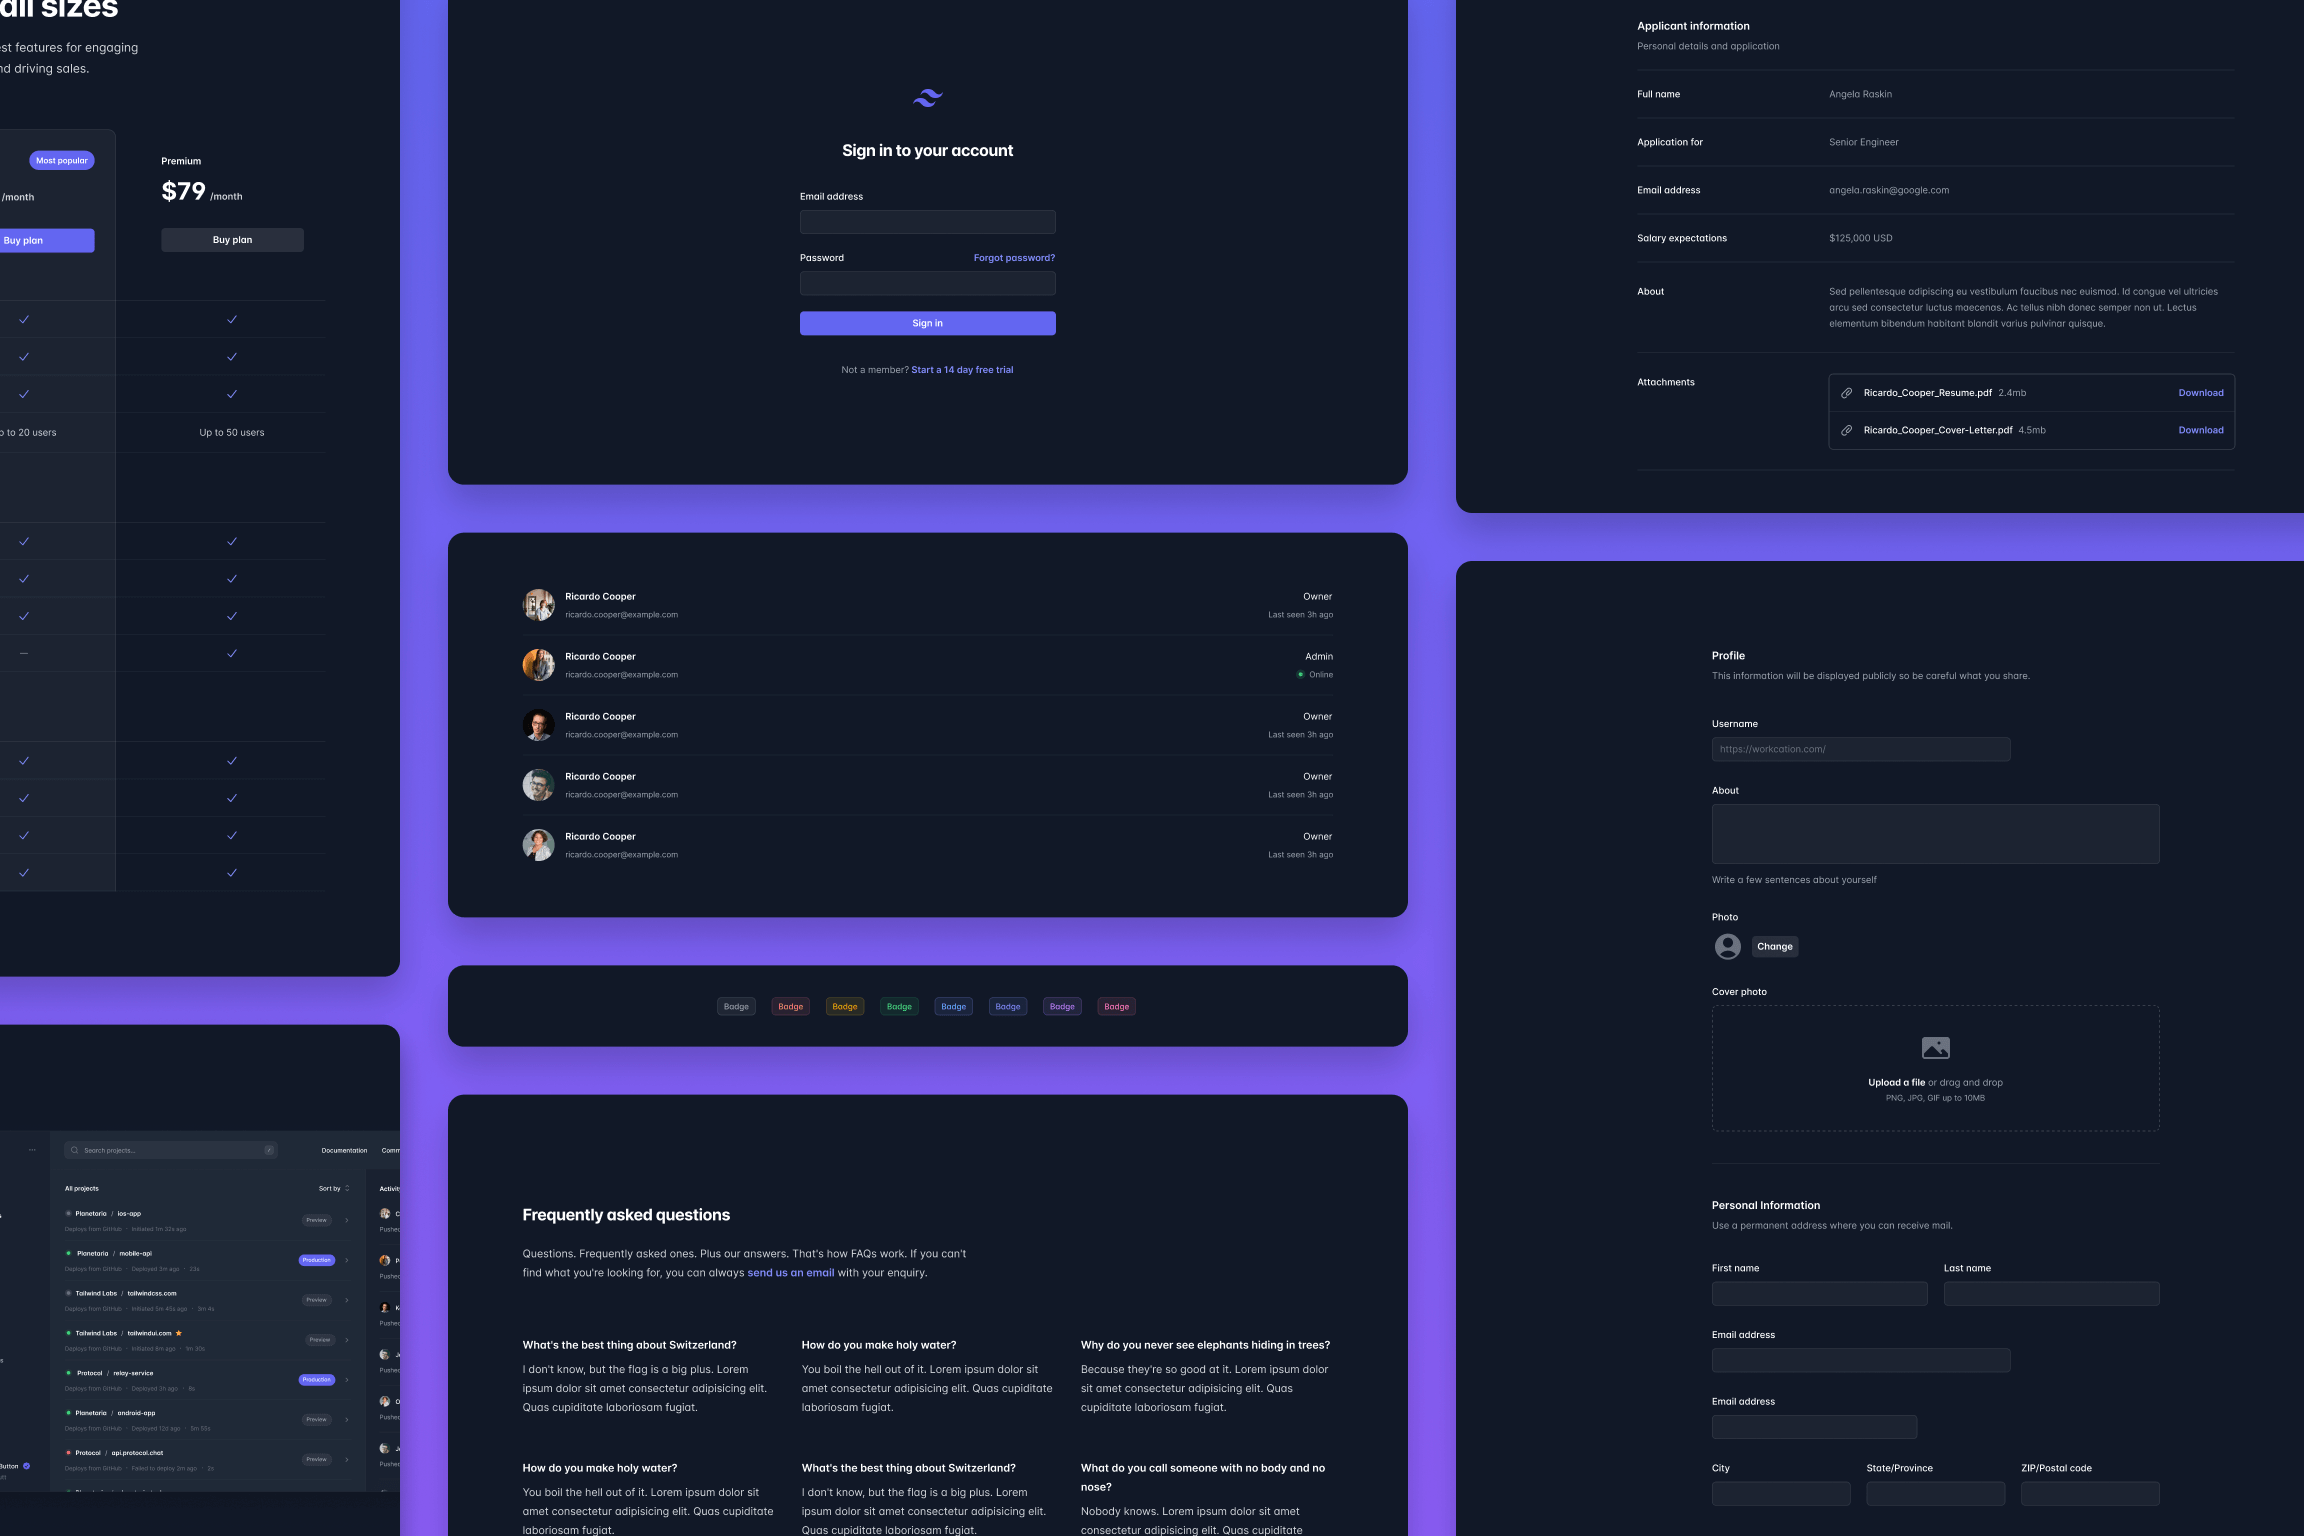 all sizes
est features for engaging
nd driving sales.
Most popular
/month
Buy plan
Premium
$79 /month
Buy plan
to 20 users
Up to 50 users
Search projects...
/
Documentation
All projects
Sort by
Planetaria / ios-app
Deploys from GitHub · Initiated 1m 32s ago
Preview
Planetaria / mobile-api
Deploys from GitHub · Deployed 3m ago · 23s
Production
Tailwind Labs / tailwindcss.com
Deploys from GitHub · Initiated 5m 45s ago · 3m 4s
Preview
Tailwind Labs / tailwindui.com
Deploys from GitHub · Initiated 8m ago · 1m 30s
Preview
Protocol / relay-service
Deploys from GitHub · Deployed 3h ago · 8s
Production
Planetaria / android-app
Deploys from GitHub · Deployed 12d ago · 5m 55s
Preview
Protocol / api.protocol.chat
Deploys from GitHub · Failed to deploy 2m ago · 2s
Preview
Activity
Pushed
Pushed
Pushed
Pushed
Pushed
Button
Sign in to your account
Email address
Password
Forgot password?
Sign in
Not a member? Start a 14 day free trial
Ricardo Cooper
ricardo.cooper@example.com
Owner
Last seen 3h ago
Ricardo Cooper
ricardo.cooper@example.com
Admin
Online
Ricardo Cooper
ricardo.cooper@example.com
Owner
Last seen 3h ago
Ricardo Cooper
ricardo.cooper@example.com
Owner
Last seen 3h ago
Ricardo Cooper
ricardo.cooper@example.com
Owner
Last seen 3h ago
Badge Badge Badge Badge Badge Badge Badge Badge
Frequently asked questions
Questions. Frequently asked ones. Plus our answers. That's how FAQs work. If you can't
find what you're looking for, you can always send us an email with your enquiry.
What's the best thing about Switzerland?
I don't know, but the flag is a big plus. Lorem
ipsum dolor sit amet consectetur adipisicing elit.
Quas cupiditate laboriosam fugiat.
How do you make holy water?
You boil the hell out of it. Lorem ipsum dolor sit
amet consectetur adipisicing elit. Quas cupiditate
laboriosam fugiat.
Why do you never see elephants hiding in trees?
Because they're so good at it. Lorem ipsum dolor
sit amet consectetur adipisicing elit. Quas
cupiditate laboriosam fugiat.
How do you make holy water?
You boil the hell out of it. Lorem ipsum dolor sit
amet consectetur adipisicing elit. Quas cupiditate
laboriosam fugiat.
What's the best thing about Switzerland?
I don't know, but the flag is a big plus. Lorem
ipsum dolor sit amet consectetur adipisicing elit.
Quas cupiditate laboriosam fugiat.
What do you call someone with no body and no
nose?
Nobody knows. Lorem ipsum dolor sit amet
consectetur adipisicing elit. Quas cupiditate
Applicant information
Personal details and application
Full name
Angela Raskin
Application for
Senior Engineer
Email address
angela.raskin@google.com
Salary expectations
$125,000 USD
About
Sed pellentesque adipiscing eu vestibulum faucibus nec euismod. Id congue vel ultricies
arcu sed consectetur luctus maecenas. Ac tellus nibh donec semper non ut. Lectus
elementum bibendum habitant blandit varius pulvinar quisque.
Attachments
Ricardo_Cooper_Resume.pdf 2.4mb
Download
Ricardo_Cooper_Cover-Letter.pdf 4.5mb
Download
Profile
This information will be displayed publicly so be careful what you share.
Username
https://workcation.com/
About
Write a few sentences about yourself
Photo
Change
Cover photo
Upload a file or drag and drop
PNG, JPG, GIF up to 10MB
Personal Information
Use a permanent address where you can receive mail.
First name
Last name
Email address
Email address
City
State/Province
ZIP/Postal code